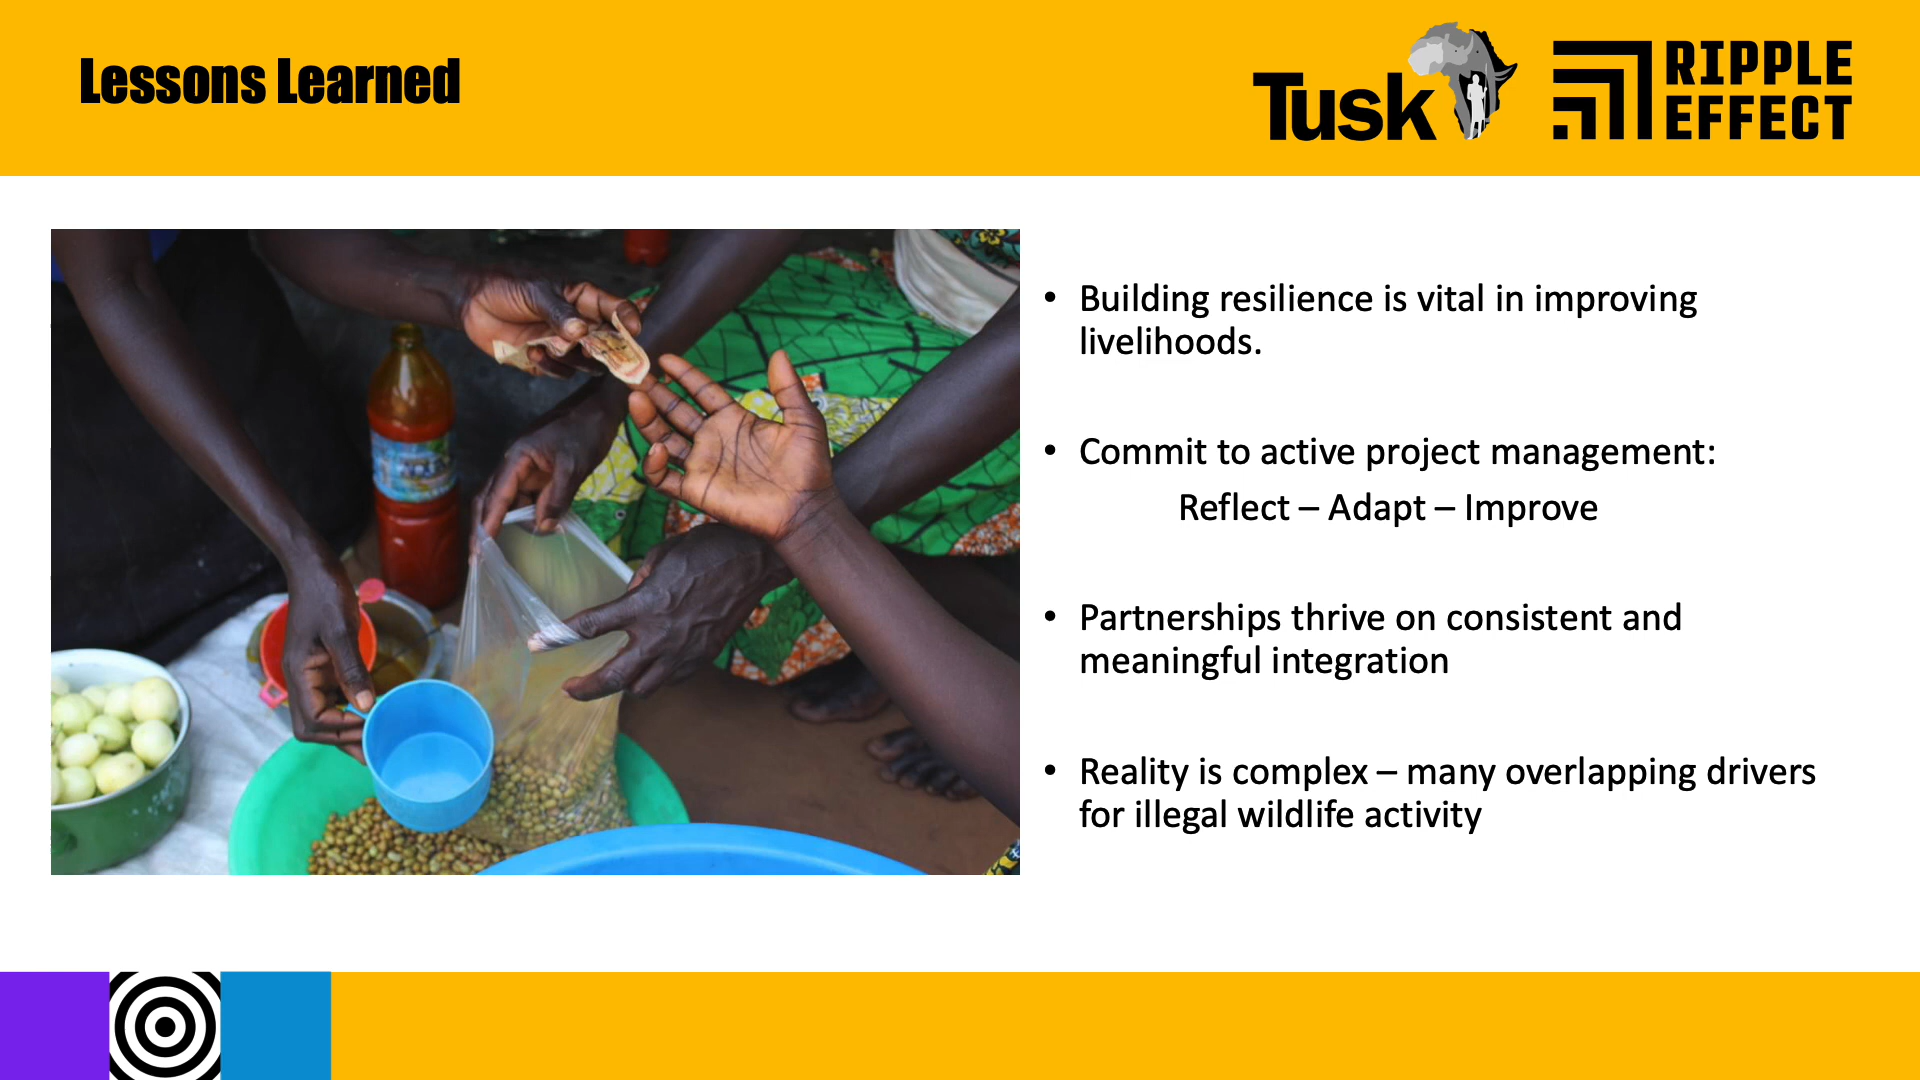 Lessons Learned
Tusk
RIPPLE
EFFECT
• Building resilience is vital in improving
livelihoods.
• Commit to active project management:
Reflect – Adapt – Improve
• Partnerships thrive on consistent and
meaningful integration
• Reality is complex – many overlapping drivers
for illegal wildlife activity